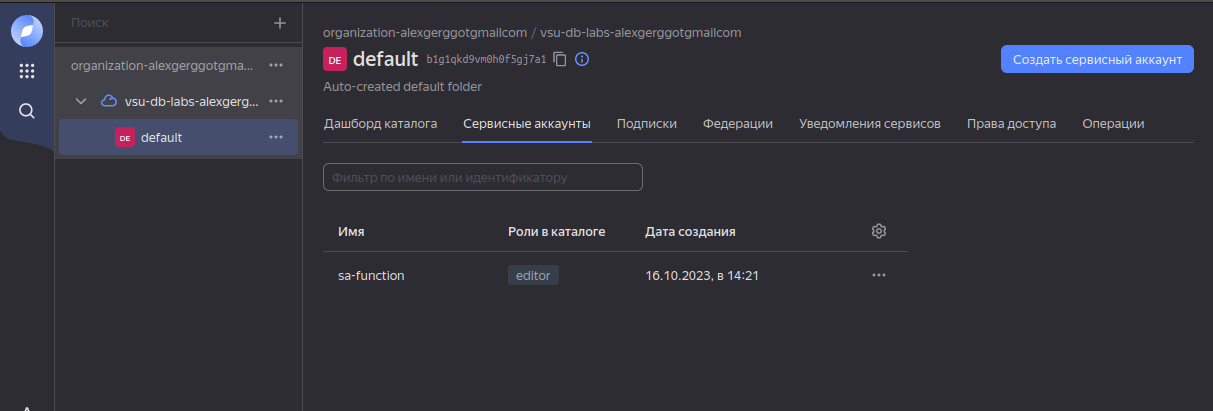 Поиск
organization-alexgerggotgma...
vsu-db-labs-alexgerg...
DE default
organization-alexgerggotgmailcom / vsu-db-labs-alexgerggotgmailcom
DE default b1g1qkd9vm0h0f5gj7a1
Создать сервисный аккаунт
Auto-created default folder
Дашборд каталога Сервисные аккаунты Подписки Федерации Уведомления сервисов Права доступа Операции
Фильтр по имени или идентификатору
Имя Роли в каталоге Дата создания
sa-function editor 16.10.2023, в 14:21